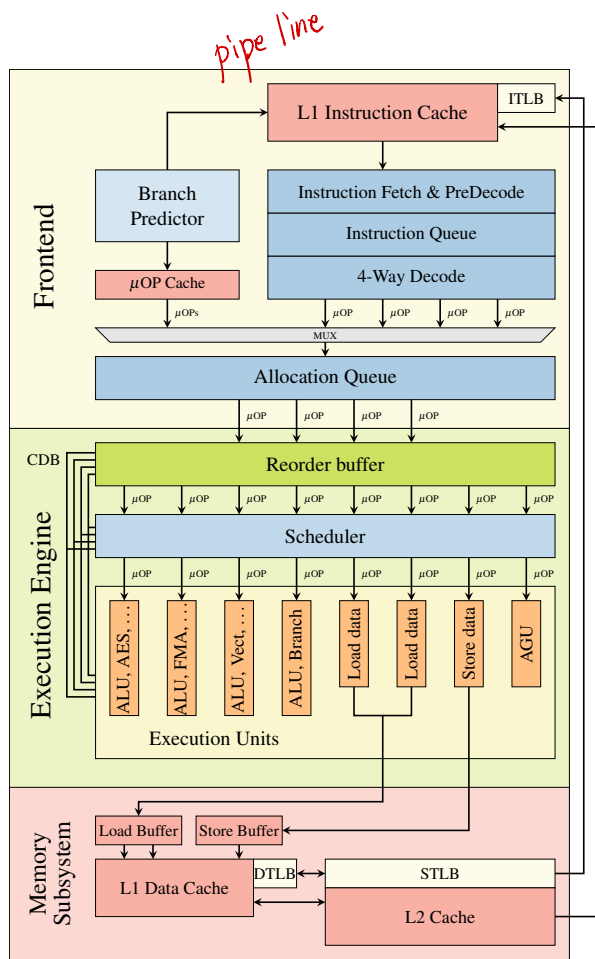 pipe line
ITLB
L1 Instruction Cache
Frontend
Branch
Predictor
Instruction Fetch & PreDecode
Instruction Queue
μOP Cache
4-Way Decode
μOPs
μOP
μOP
μOP
μOP
MUX
Allocation Queue
μOP
μOP
μOP
μOP
CDB
Reorder buffer
Execution Engine
μOP
μOP
μOP
μOP
μOP
μOP
μOP
μOP
Scheduler
μOP
μOP
μOP
μOP
μOP
μOP
μOP
μOP
ALU, AES, …
ALU, FMA, …
ALU, Vect, …
ALU, Branch
Load data
Load data
Store data
AGU
Execution Units
Memory
Subsystem
Load Buffer
Store Buffer
L1 Data Cache
DTLB
STLB
L2 Cache